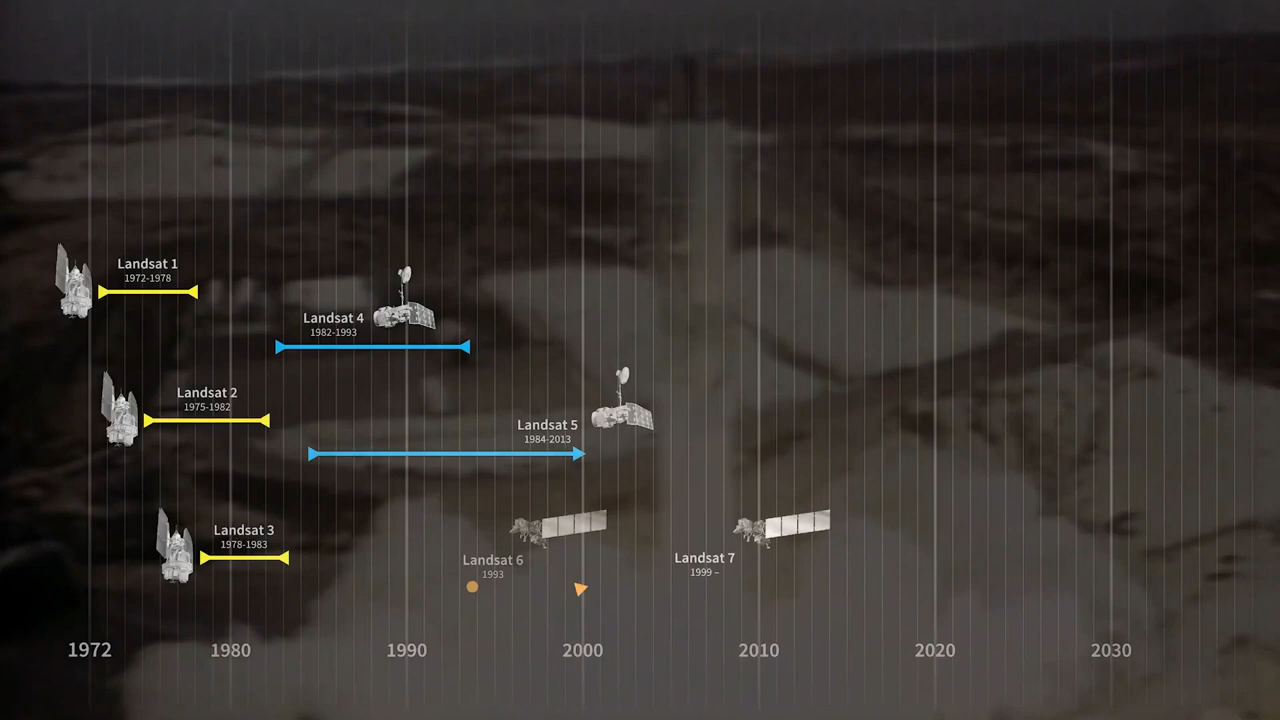 Landsat 1
1972-1978
Landsat 4
1982-1993
Landsat 2
1975-1982
Landsat 5
1984-2013
Landsat 3
1978-1983
Landsat 6
1993
Landsat 7
1999 –
1972 1980 1990 2000 2010 2020 2030